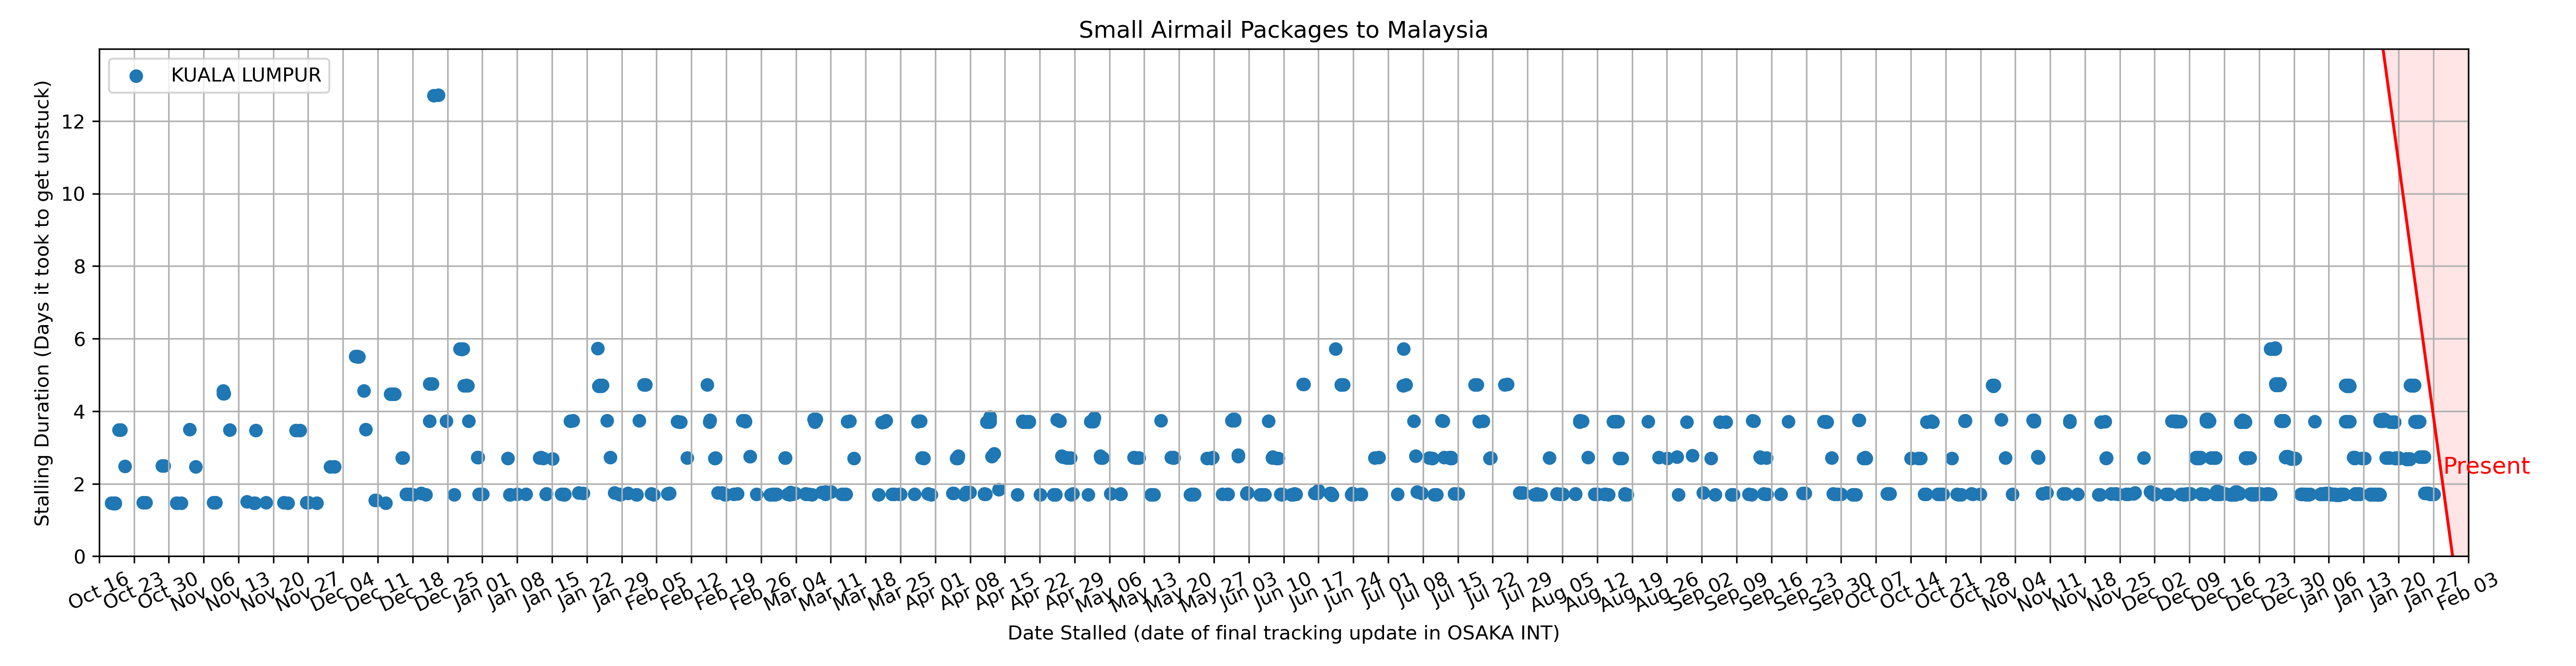 Small Airmail Packages to Malaysia
KUALA LUMPUR
Stalling Duration (Days it took to get unstuck)
12
10
8
6
4
2
0
Present
Oct 16 Oct 23 Oct 30 Nov 06 Nov 13 Nov 20 Nov 27 Dec 04 Dec 11 Dec 18 Dec 25 Jan 01 Jan 08 Jan 15 Jan 22 Jan 29 Feb 05 Feb 12 Feb 19 Feb 26 Mar 04 Mar 11 Mar 18 Mar 25 Apr 01 Apr 08 Apr 15 Apr 22 Apr 29 May 06 May 13 May 20 May 27 Jun 03 Jun 10 Jun 17 Jun 24 Jul 01 Jul 08 Jul 15 Jul 22 Jul 29 Aug 05 Aug 12 Aug 19 Aug 26 Sep 02 Sep 09 Sep 16 Sep 23 Sep 30 Oct 07 Oct 14 Oct 21 Oct 28 Nov 04 Nov 11 Nov 18 Nov 25 Dec 02 Dec 09 Dec 16 Dec 23 Dec 30 Jan 06 Jan 13 Jan 20 Jan 27 Feb 03
Date Stalled (date of final tracking update in OSAKA INT)